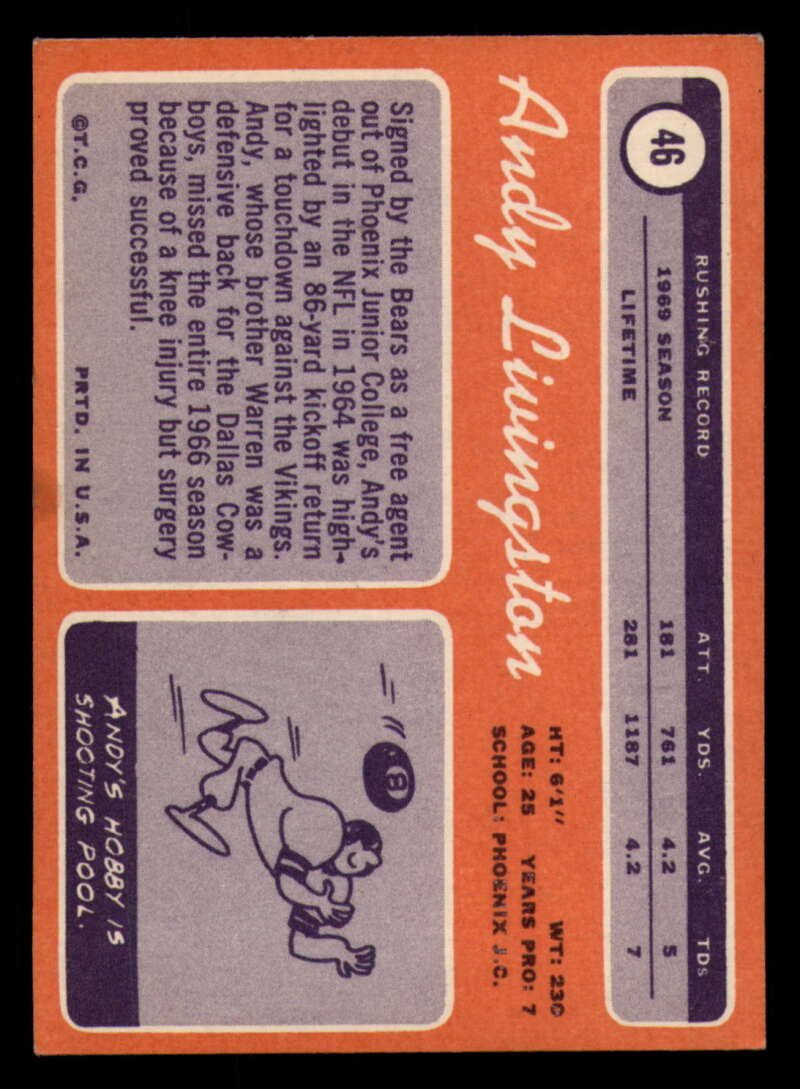 46
RUSHING RECORD ATT. YDS. AVG. TDs
1969 SEASON 181 761 4.2 5
LIFETIME 281 1187 4.2 7
Andy Livingston
HT: 6'1" WT: 230
AGE: 25 YEARS PRO: 7
SCHOOL: PHOENIX J.C.
Signed by the Bears as a free agent
out of Phoenix Junior College, Andy's
debut in the NFL in 1964 was high-
lighted by an 86-yard kickoff return
for a touchdown against the Vikings.
Andy, whose brother Warren was a
defensive back for the Dallas Cow-
boys, missed the entire 1966 season
because of a knee injury but surgery
proved successful.
©T.C.G. PRTD. IN U.S.A.
8
ANDY'S HOBBY IS
SHOOTING POOL.